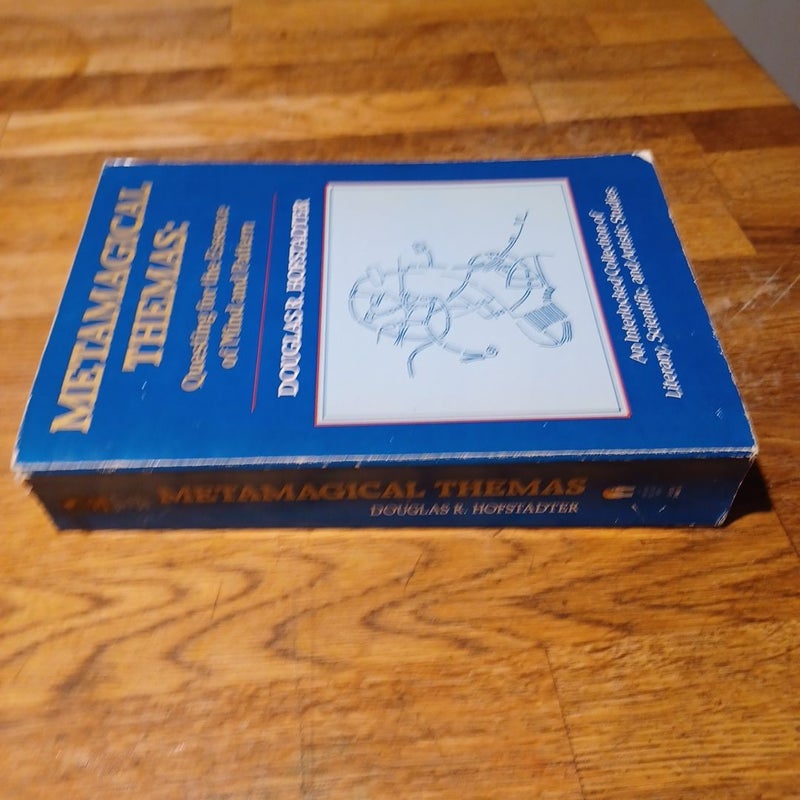 METAMAGICAL
THEMAS:
Questing for the Essence
of Mind and Pattern
DOUGLAS R. HOFSTADTER
An Interlocked Collection of
Literary, Scientific, and Artistic Studies
METAMAGICAL THEMAS
DOUGLAS R. HOFSTADTER